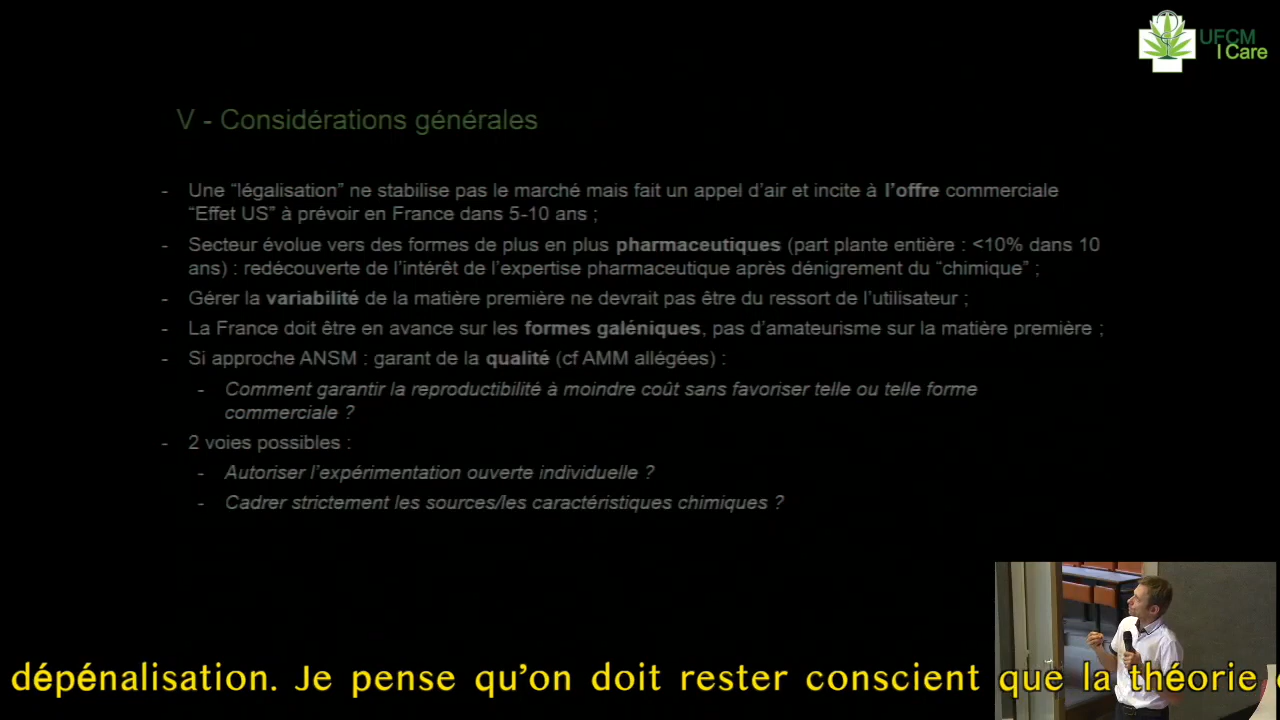 UFCM
I Care
V - Considérations générales
- Une “légalisation” ne stabilise pas le marché mais fait un appel d’air et incite à l’offre commerciale
“Effet US” à prévoir en France dans 5-10 ans ;
- Secteur évolue vers des formes de plus en plus pharmaceutiques (part plante entière : <10% dans 10
ans) : redécouverte de l’intérêt de l’expertise pharmaceutique après dénigrement du “chimique” ;
- Gérer la variabilité de la matière première ne devrait pas être du ressort de l’utilisateur ;
- La France doit être en avance sur les formes galéniques, pas d’amateurisme sur la matière première ;
- Si approche ANSM : garant de la qualité (cf AMM allégées) :
- Comment garantir la reproductibilité à moindre coût sans favoriser telle ou telle forme
commerciale ?
- 2 voies possibles :
- Autoriser l’expérimentation ouverte individuelle ?
- Cadrer strictement les sources/les caractéristiques chimiques ?
dépénalisation. Je pense qu’on doit rester conscient que la théorie